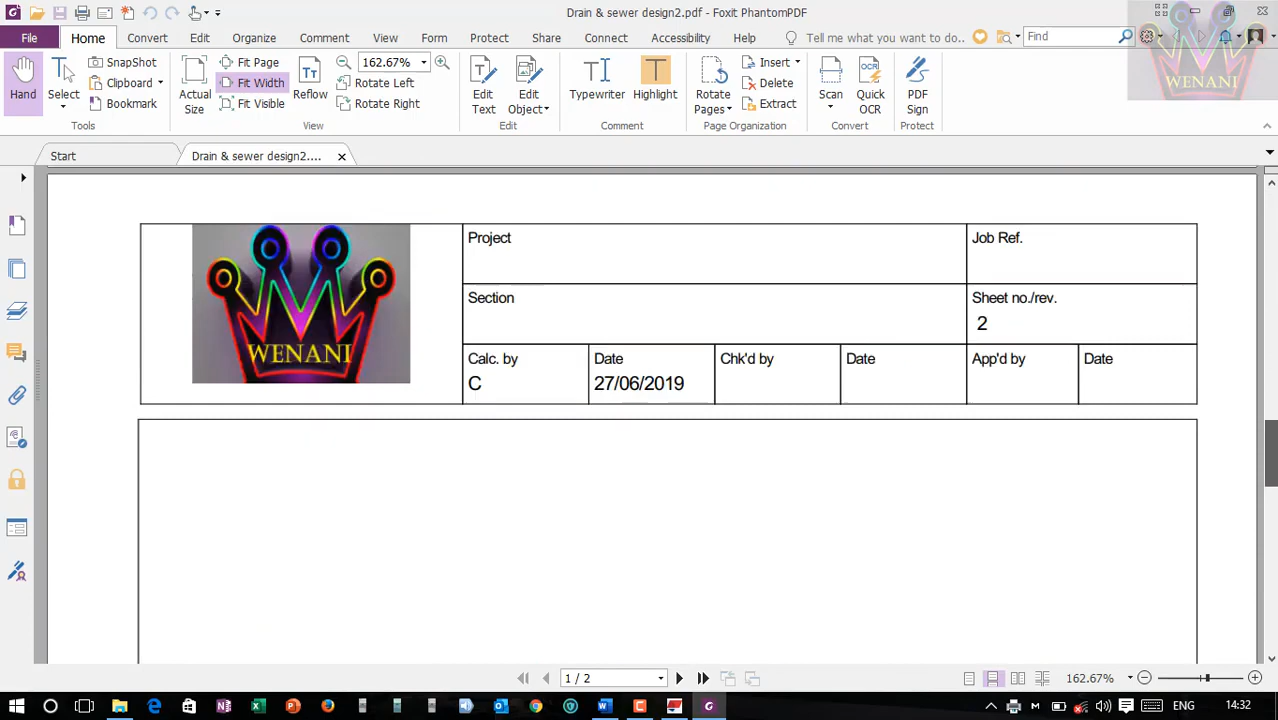 Drain & sewer design2.pdf - Foxit PhantomPDF
File Home Convert Edit Organize Comment View Form Protect Share Connect Accessibility Help Tell me what you want to do.. Find
SnapShot
Clipboard
Bookmark
Hand
Select
Tools
Actual Size
Fit Page
Fit Width
Fit Visible
Reflow
162.67%
Rotate Left
Rotate Right
View
Edit Text
Edit Object
Edit
Typewriter
Highlight
Comment
Rotate Pages
Insert
Delete
Extract
Page Organization
Scan
Quick OCR
Convert
PDF Sign
Protect
WENANI
Start
Drain & sewer design2....
WENANI
Project
Job Ref.
Section
Sheet no./rev.
2
Calc. by
C
Date
27/06/2019
Chk'd by
Date
App'd by
Date
1 / 2
162.67%
ENG
14:32